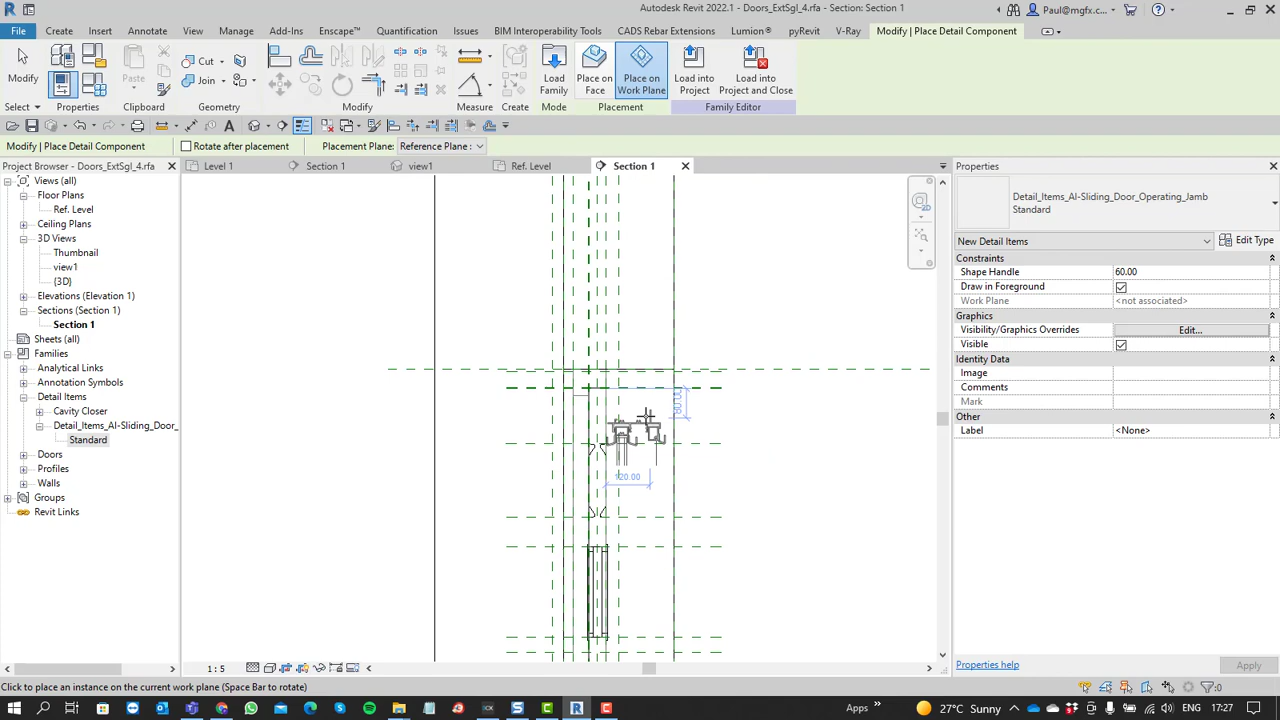 Autodesk Revit 2022.1 - Doors_ExtSgl_4.rfa - Section: Section 1
Paul@mgfx.c...
File Create Insert Annotate View Manage Add-Ins Enscape™ Quantification Issues BIM Interoperability Tools CADS Rebar Extensions Lumion® pyRevit V-Ray Modify | Place Detail Component
Modify
Paste
Cut
Join
Load Family
Place on Face
Place on Work Plane
Load into Project
Load into Project and Close
Select Properties Clipboard Geometry Modify Measure Create Mode Placement Family Editor
Modify | Place Detail Component Rotate after placement Placement Plane: Reference Plane :
Project Browser - Doors_ExtSgl_4.rfa
Level 1 Section 1 view1 Ref. Level Section 1
Properties
Views (all)
Floor Plans
Ref. Level
Ceiling Plans
3D Views
Thumbnail
view1
{3D}
Elevations (Elevation 1)
Sections (Section 1)
Section 1
Sheets (all)
Families
Analytical Links
Annotation Symbols
Detail Items
Cavity Closer
Detail_Items_Al-Sliding_Door_
Standard
Doors
Profiles
Walls
Groups
Revit Links
2D
120.00
Detail_Items_Al-Sliding_Door_Operating_Jamb
Standard
New Detail Items Edit Type
Constraints
Shape Handle 60.00
Draw in Foreground
Work Plane <not associated>
Graphics
Visibility/Graphics Overrides Edit...
Visible
Identity Data
Image
Comments
Mark
Other
Label <None>
Properties help Apply
1 : 5
Click to place an instance on the current work plane (Space Bar to rotate)
:0
Apps 27°C Sunny ENG 17:27